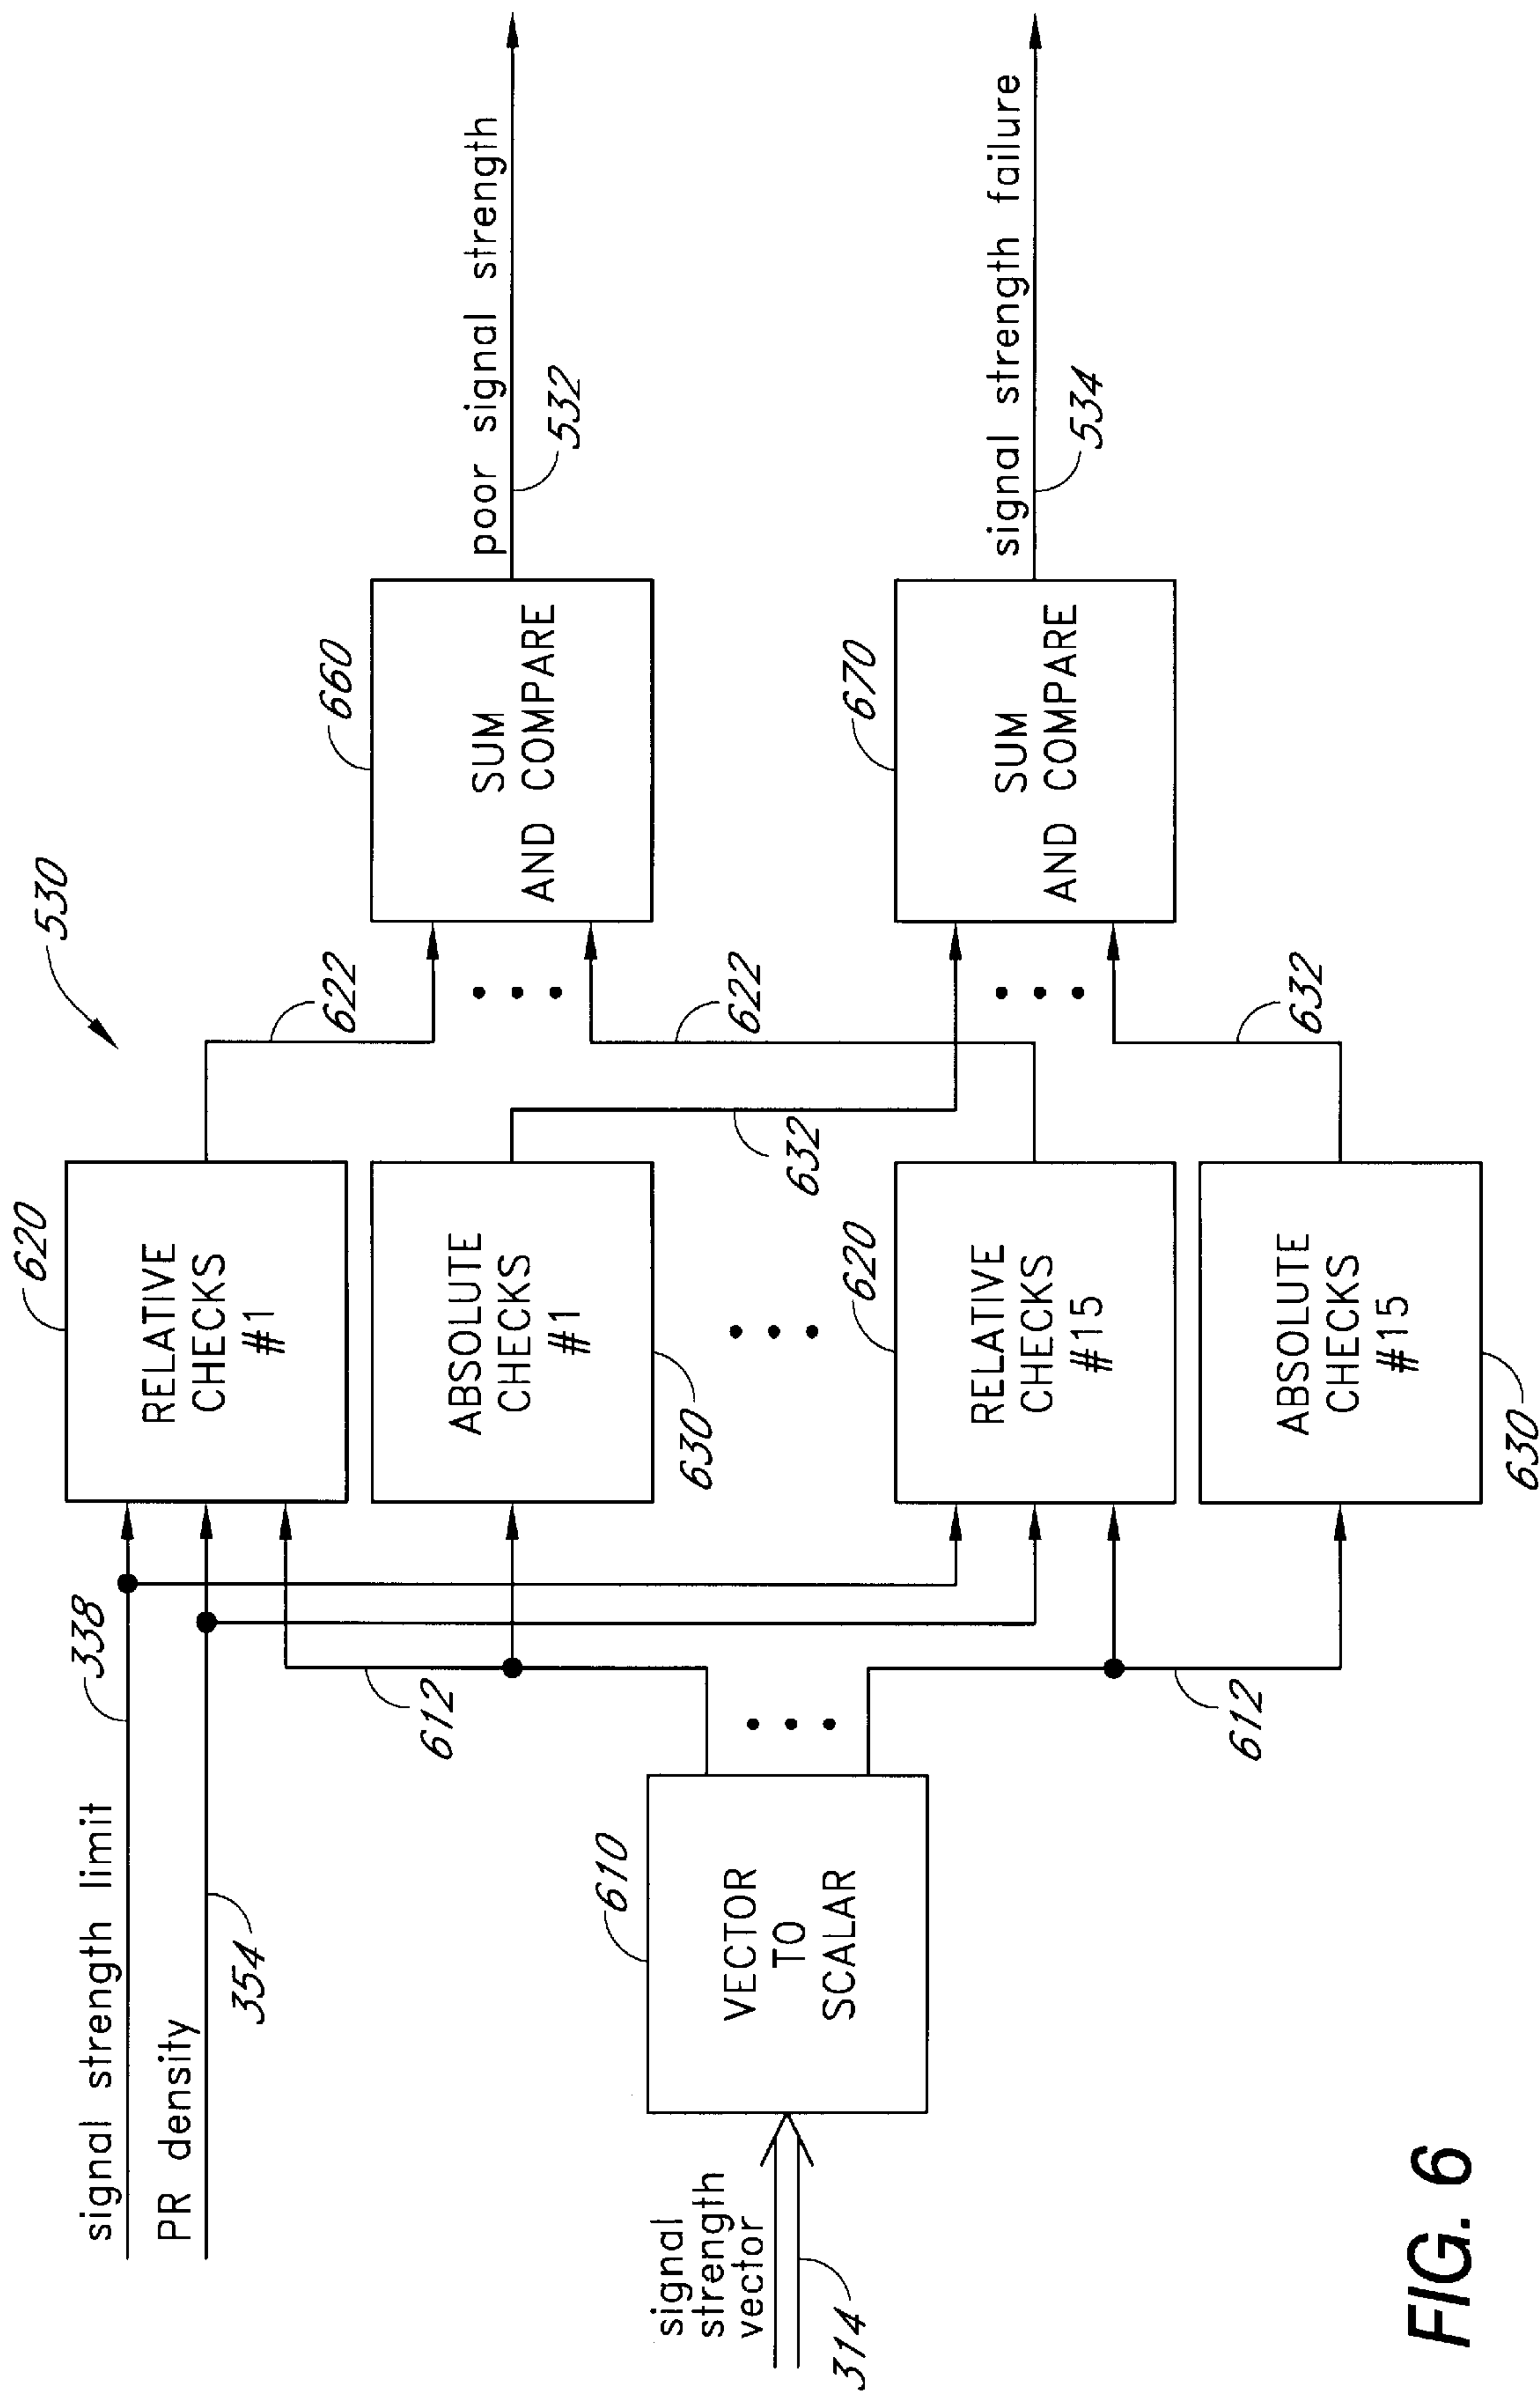 530
signal strength limit
338
PR density
354
signal
strength
vector
314
610
VECTOR
TO
SCALAR
612
612
620
RELATIVE
CHECKS
#1
ABSOLUTE
CHECKS
#1
630
620
RELATIVE
CHECKS
#15
ABSOLUTE
CHECKS
#15
630
622
632
622
632
660
SUM
AND COMPARE
670
SUM
AND COMPARE
poor signal strength
532
signal strength failure
534
FIG. 6